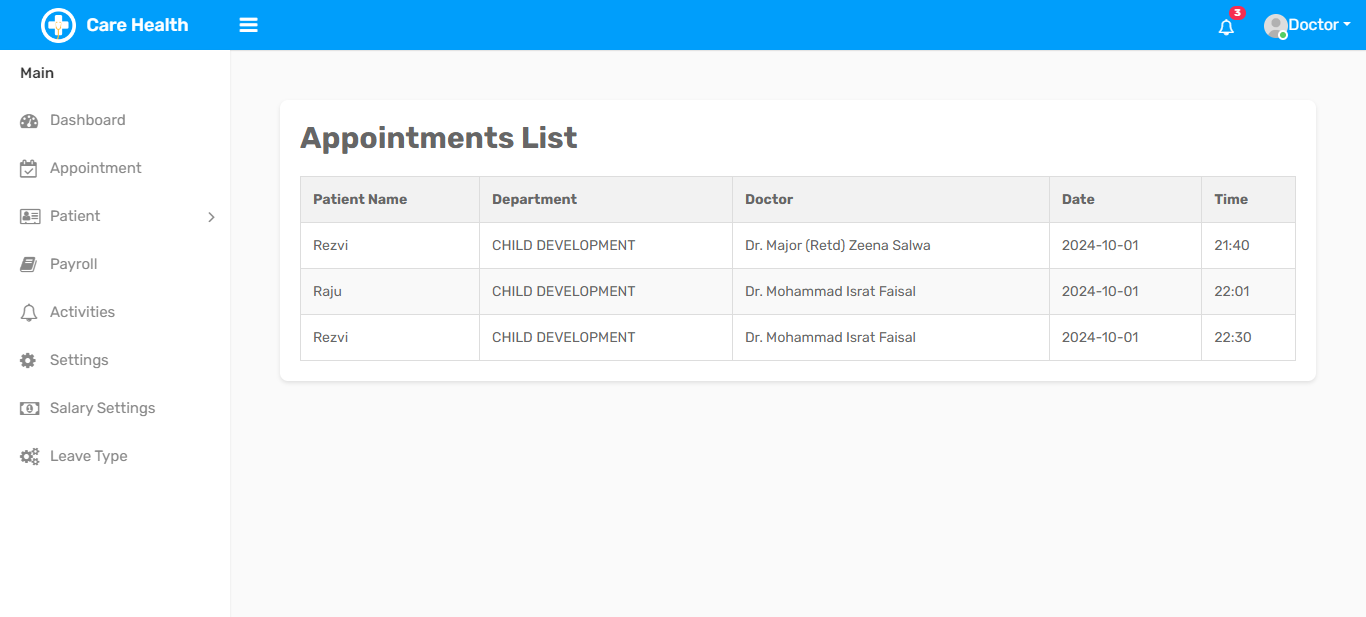 Care Health
3
Doctor
Main
Dashboard
Appointment
Patient
Payroll
Activities
Settings
Salary Settings
Leave Type
Appointments List
Patient Name Department Doctor Date Time
Rezvi CHILD DEVELOPMENT Dr. Major (Retd) Zeena Salwa 2024-10-01 21:40
Raju CHILD DEVELOPMENT Dr. Mohammad Israt Faisal 2024-10-01 22:01
Rezvi CHILD DEVELOPMENT Dr. Mohammad Israt Faisal 2024-10-01 22:30